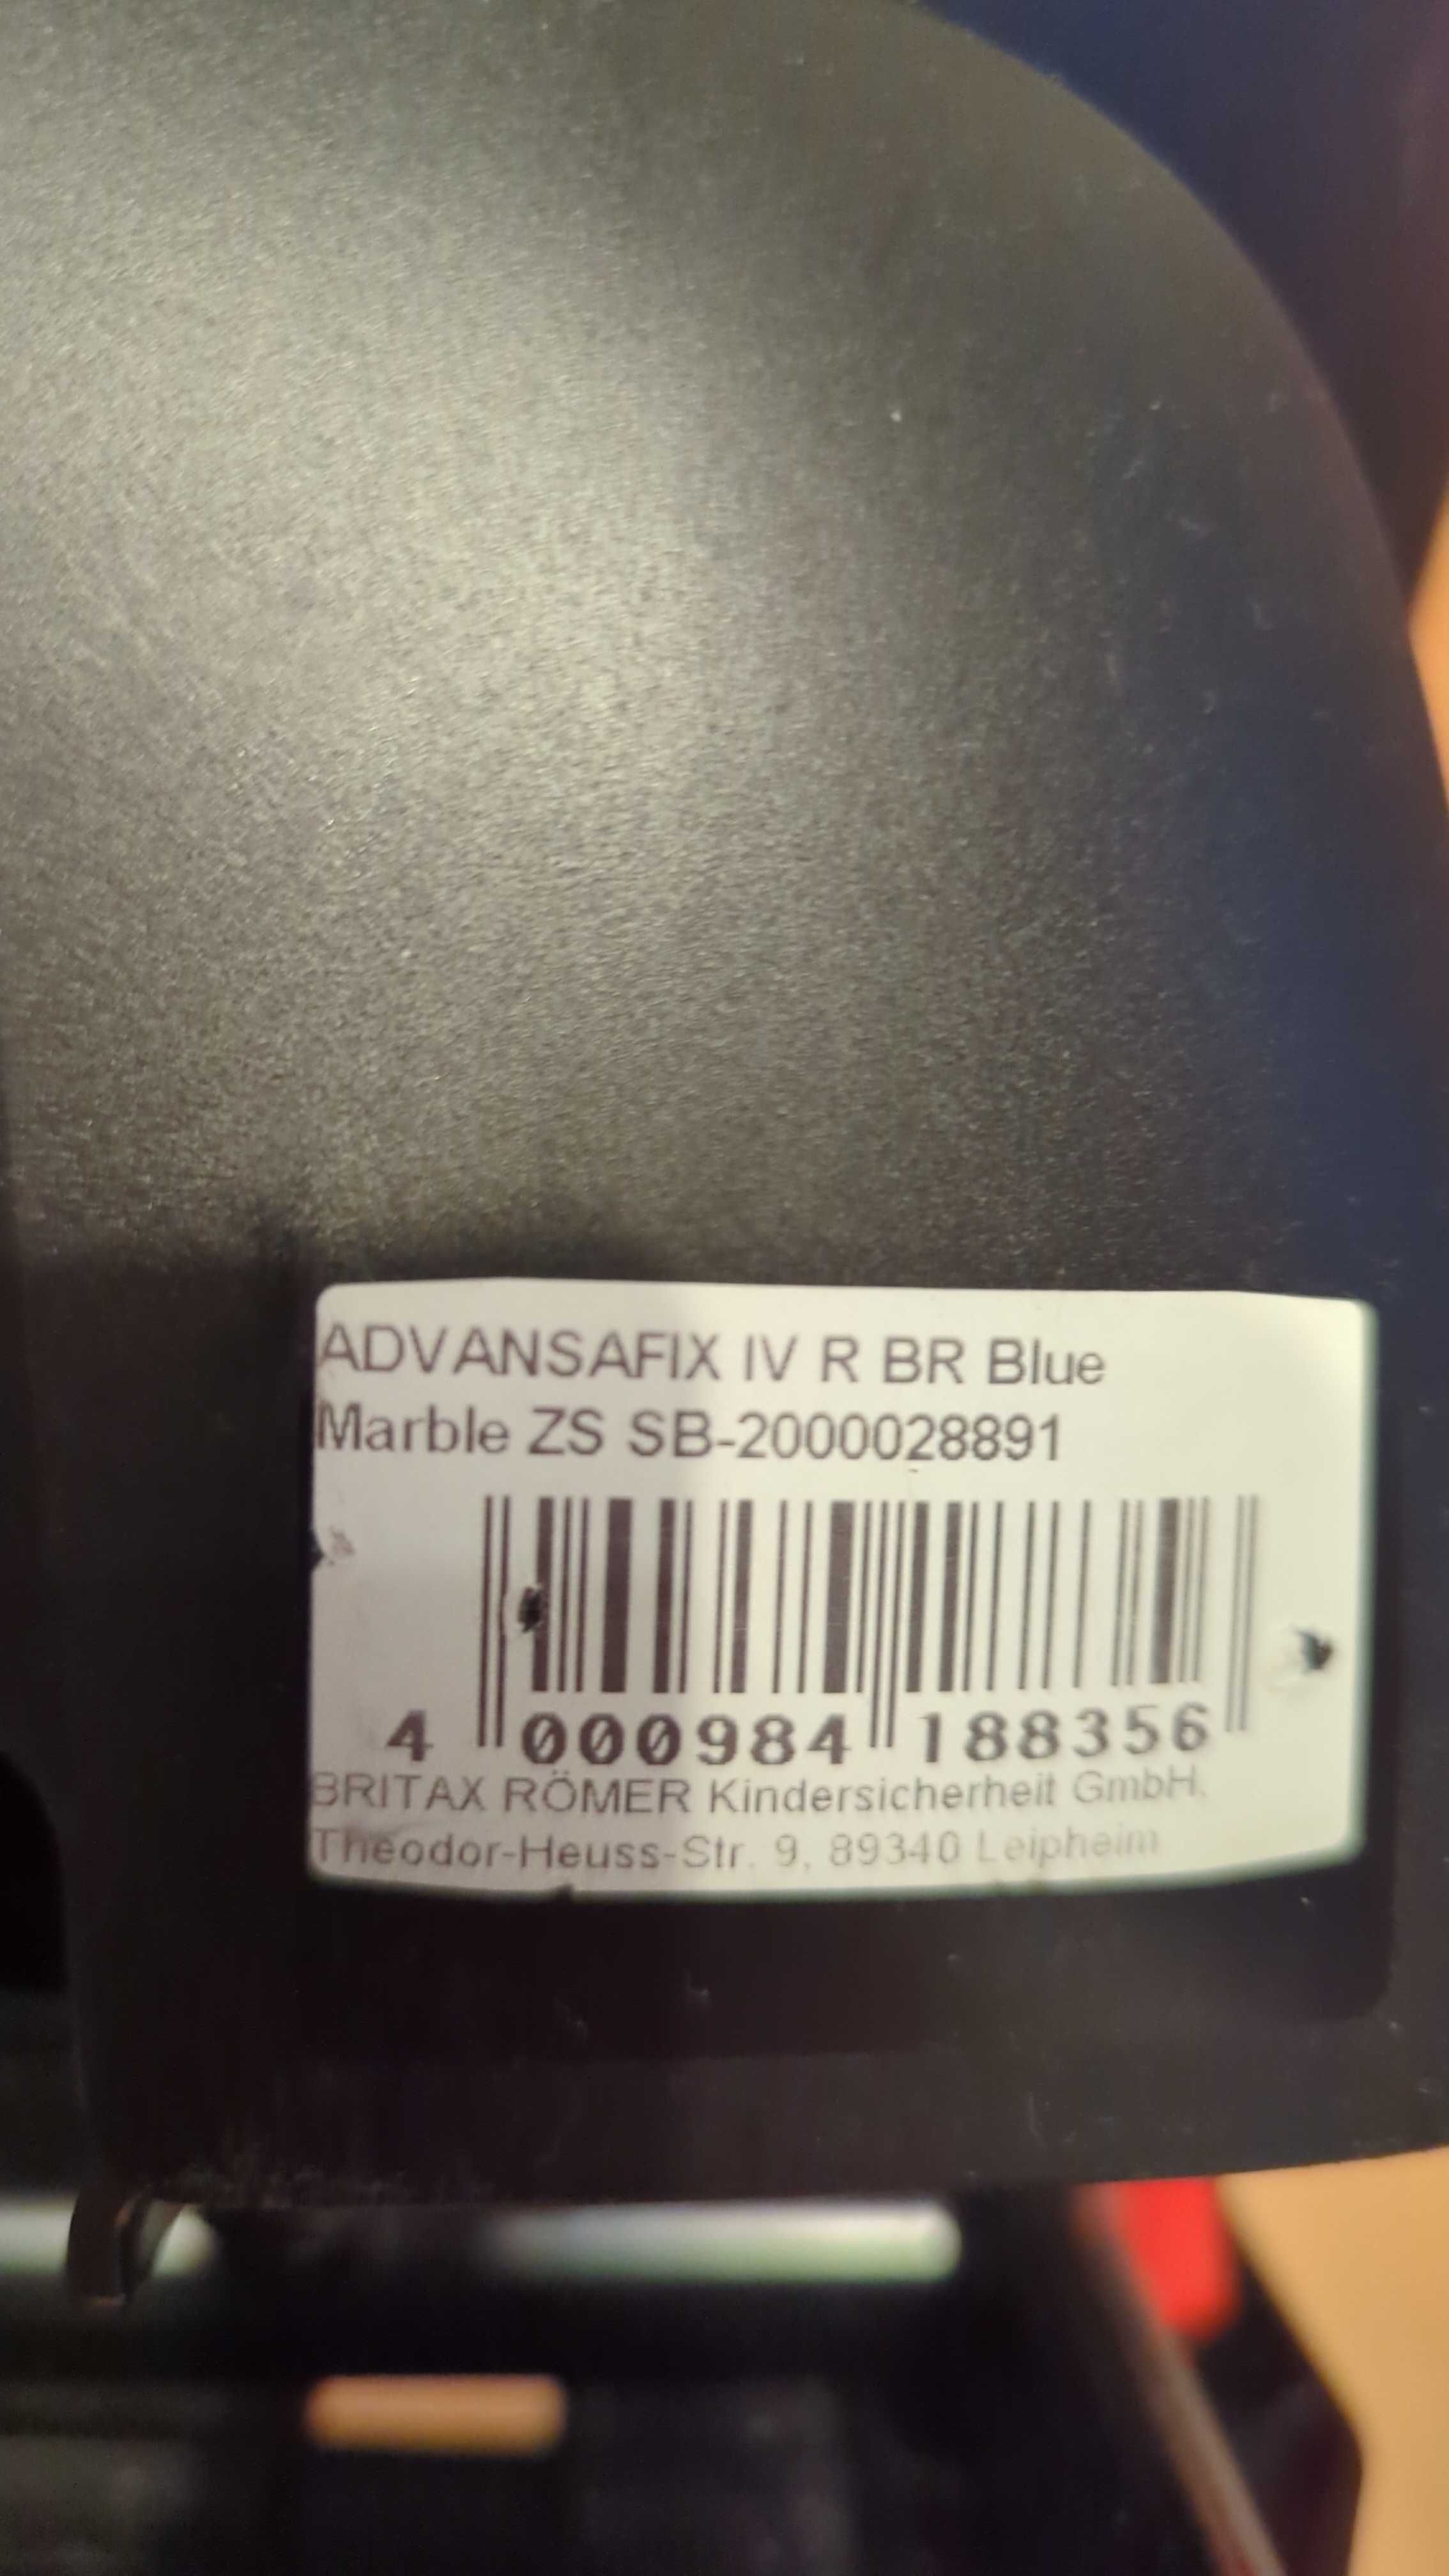 ADVANSAFIX IV R BR Blue
Marble ZS SB-2000028891
4 000984 188356
BRITAX RÖMER Kindersicherheit GmbH,
Theodor-Heuss-Str. 9, 89340 Leipheim